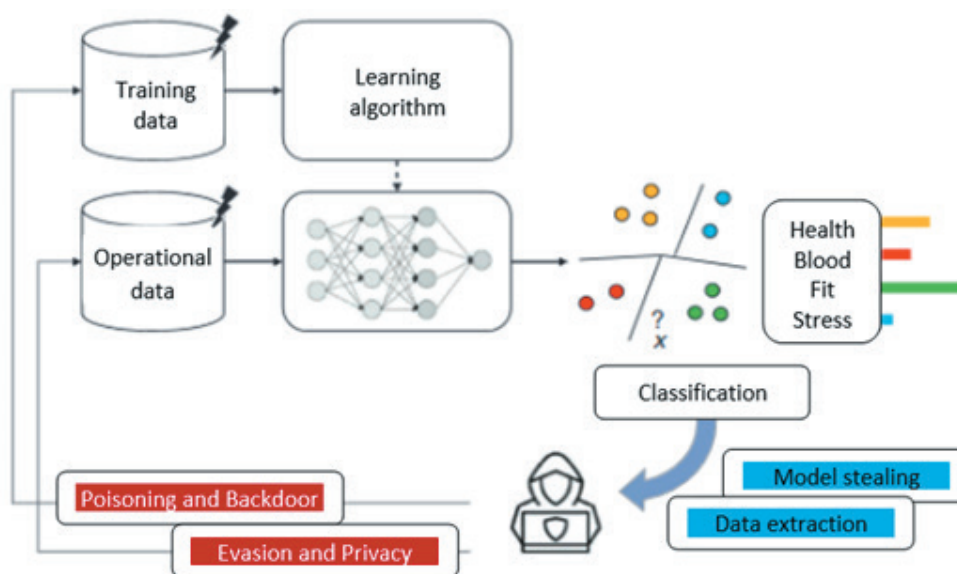 Training
data
Learning
algorithm
Operational
data
Health
Blood
Fit
Stress
?
x
Classification
Poisoning and Backdoor
Evasion and Privacy
Model stealing
Data extraction